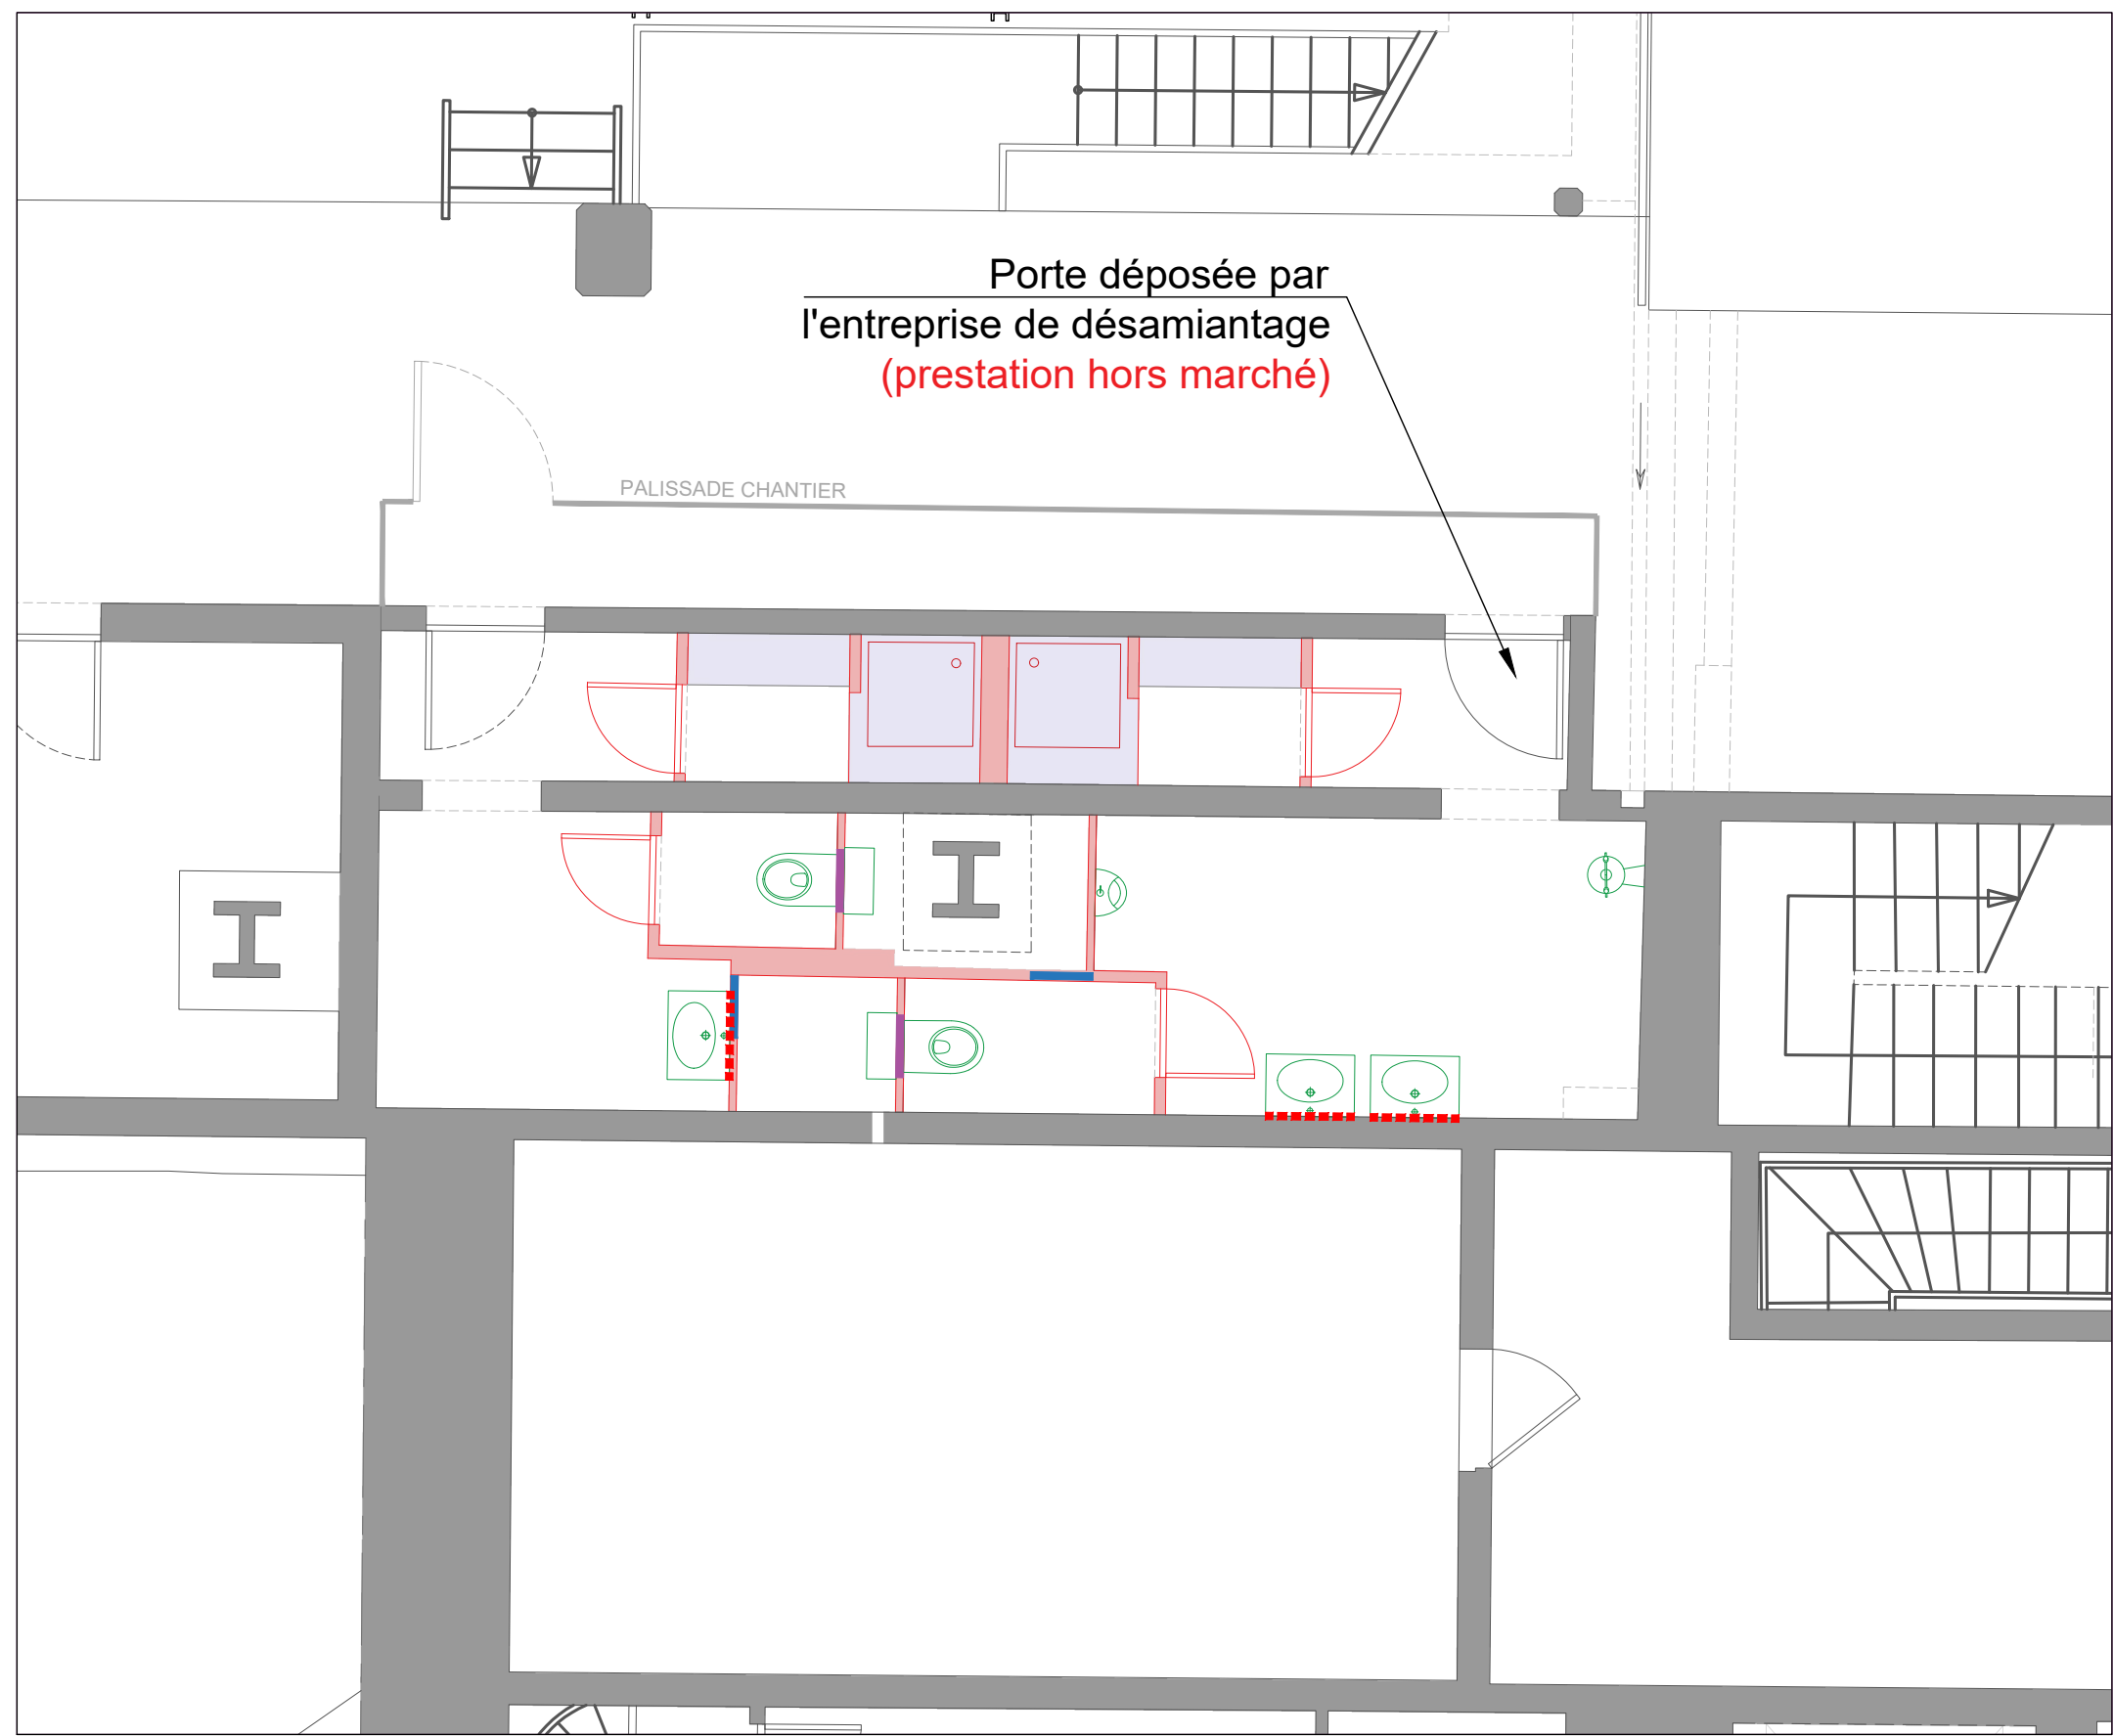 Porte déposée par
l'entreprise de désamiantage
(prestation hors marché)
PALISSADE CHANTIER